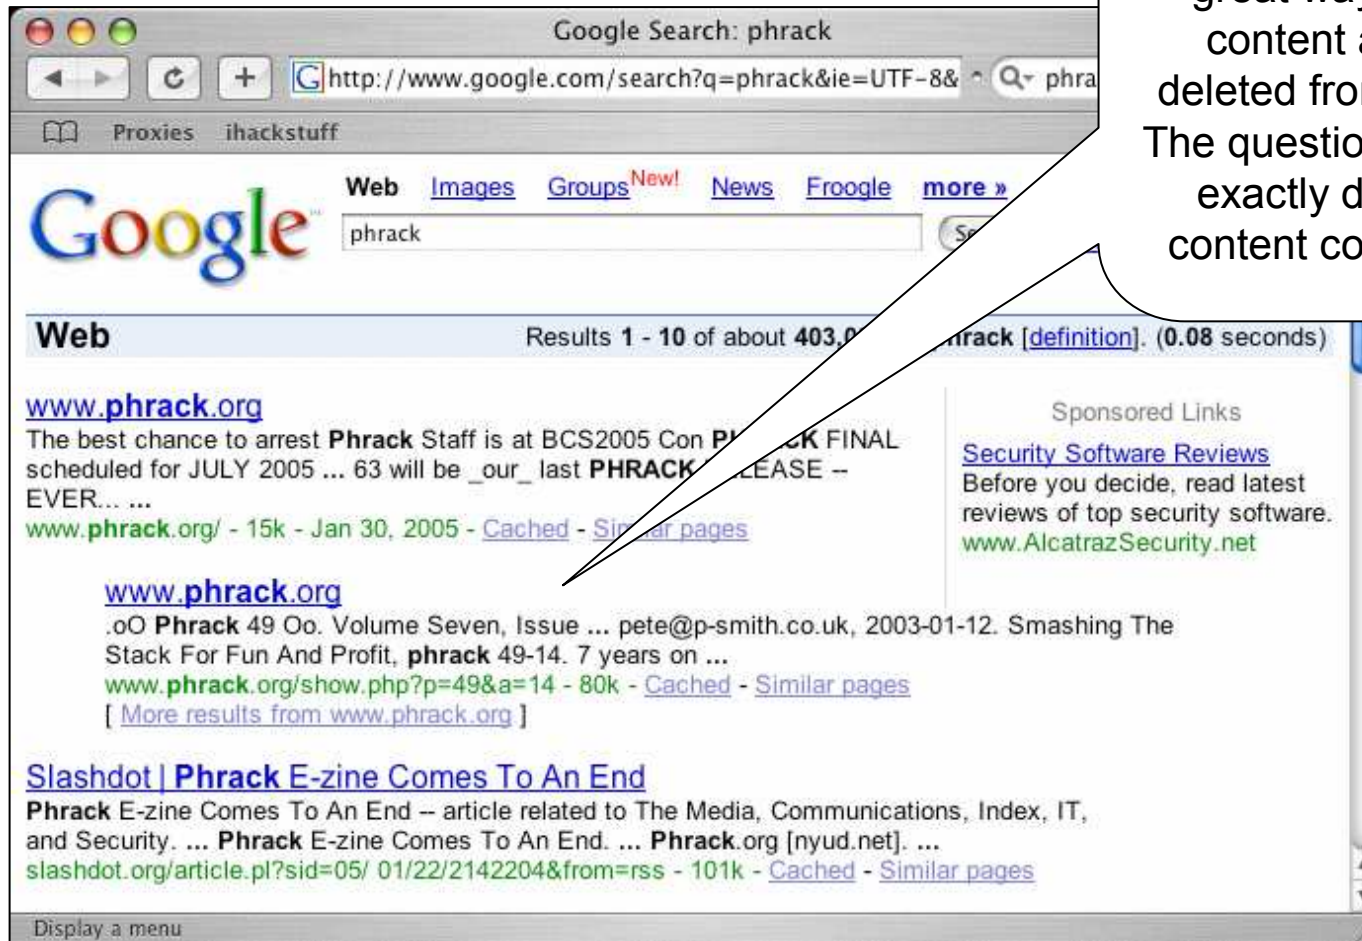 Google Search: phrack
http://www.google.com/search?q=phrack&ie=UTF-8&
Proxies ihackstuff
great
content
deleted
The
exactly
content
Google
Web Images Groups New! News Froogle more »
phrack
Web Results 1 - 10 of about [definition]. (0.08 seconds)
www.phrack.org
The best chance to arrest Phrack Staff is at BCS2005 Con FINAL
scheduled for JULY 2005 ... 63 will be _our_ last PHRACK --
EVER... ...
www.phrack.org/ - 15k - Jan 30, 2005 - Cached - Similar pages
Sponsored Links
Security Software Reviews
Before you decide, read latest
reviews of top security software.
www.AlcatrazSecurity.net
www.phrack.org
.oO Phrack 49 Oo. Volume Seven, Issue ... pete@p-smith.co.uk, 2003-01-12. Smashing The
Stack For Fun And Profit, phrack 49-14. 7 years on ...
www.phrack.org/show.php?p=49&a=14 - 80k - Cached - Similar pages
[ More results from www.phrack.org ]
Slashdot | Phrack E-zine Comes To An End
Phrack E-zine Comes To An End -- article related to The Media, Communications, Index, IT,
and Security. ... Phrack E-zine Comes To An End. ... Phrack.org [nyud.net]. ...
slashdot.org/article.pl?sid=05/ 01/22/2142204&from=rss - 101k - Cached - Similar pages
Display a menu